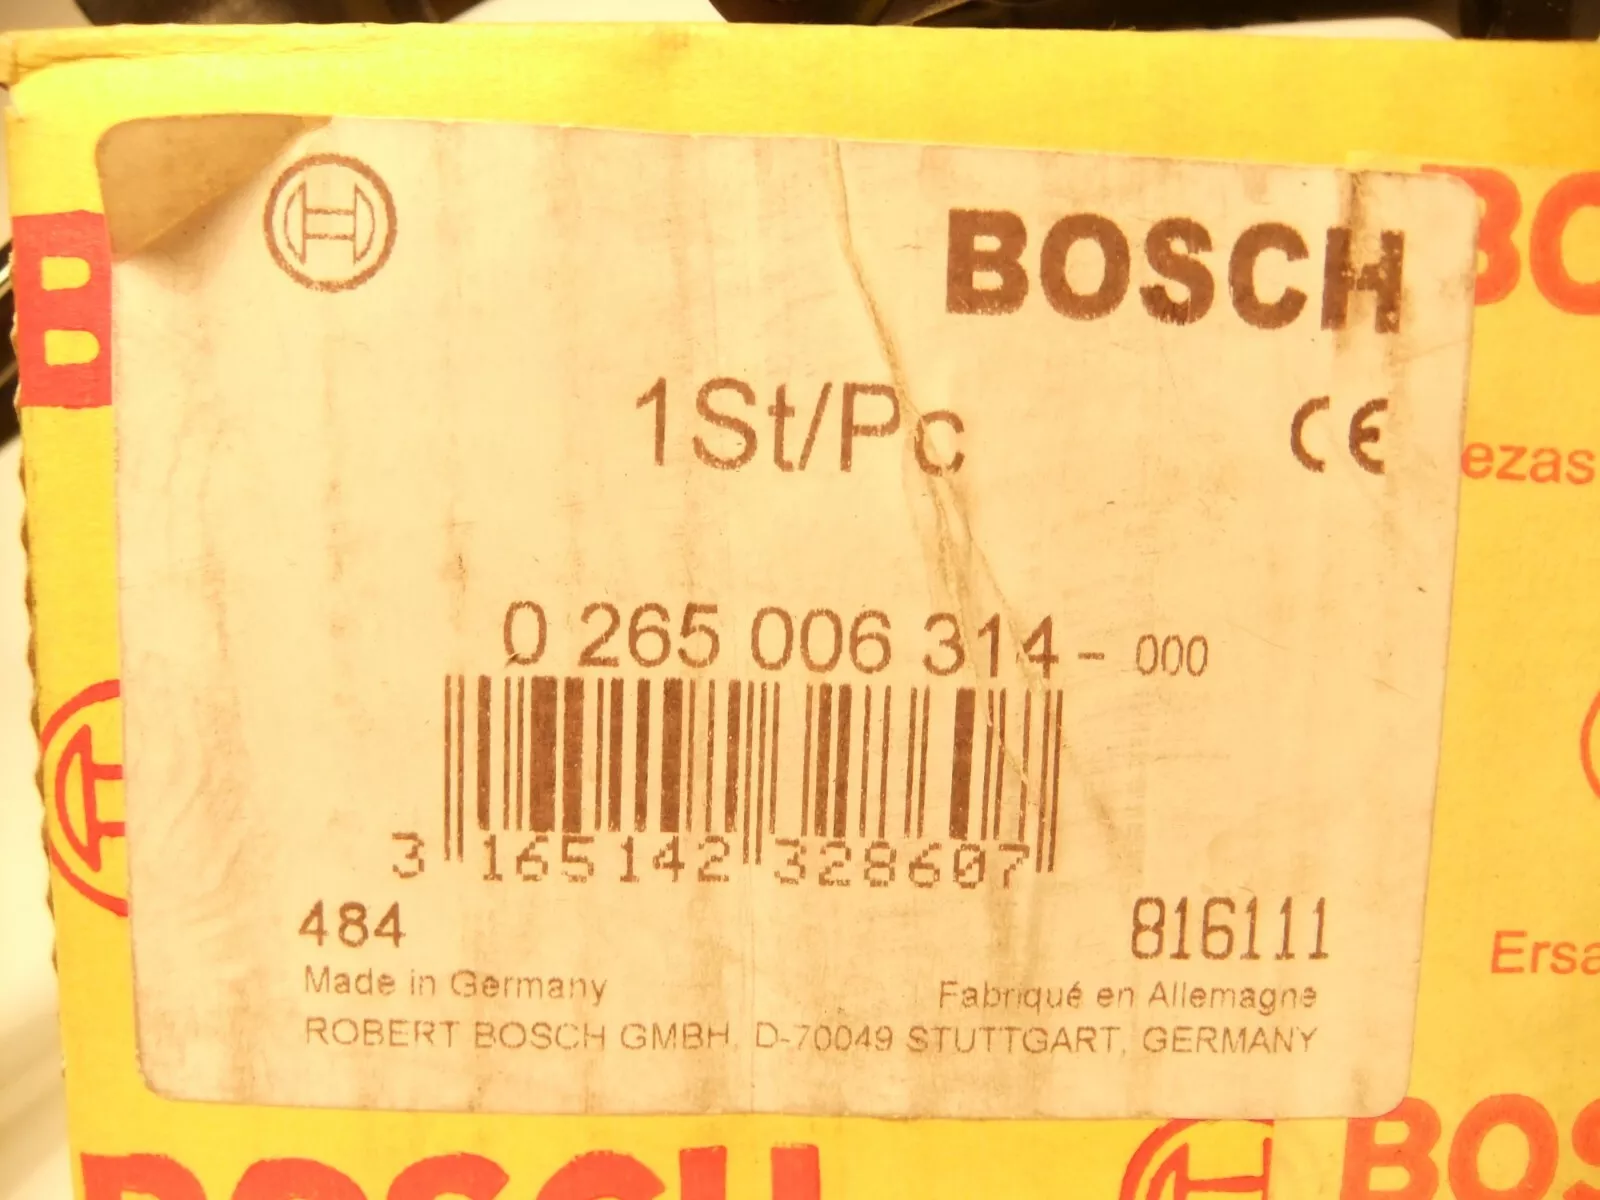 BOSCH
1St/Pc
CE
0 265 006 314 - 000
3 165142 328607
484
816111
Made in Germany
Fabriqué en Allemagne
ROBERT BOSCH GMBH, D-70049 STUTTGART, GERMANY
B
BO
ezas
Ersa
BOSCH
BOS